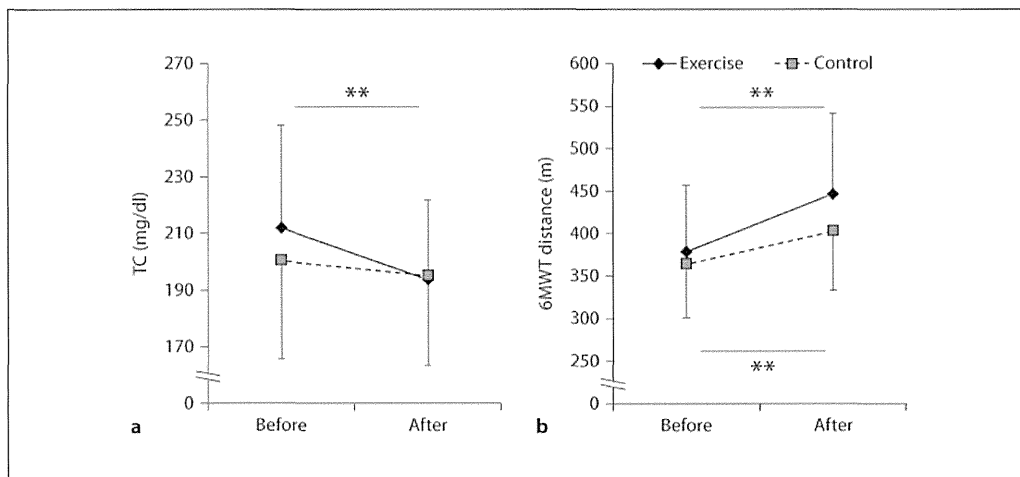 270
250
230
210
190
170
0
TC (mg/dl)
**
Before
After
a
Exercise
Control
600
550
500
450
400
350
300
250
0
6MWT distance (m)
**
**
Before
After
b